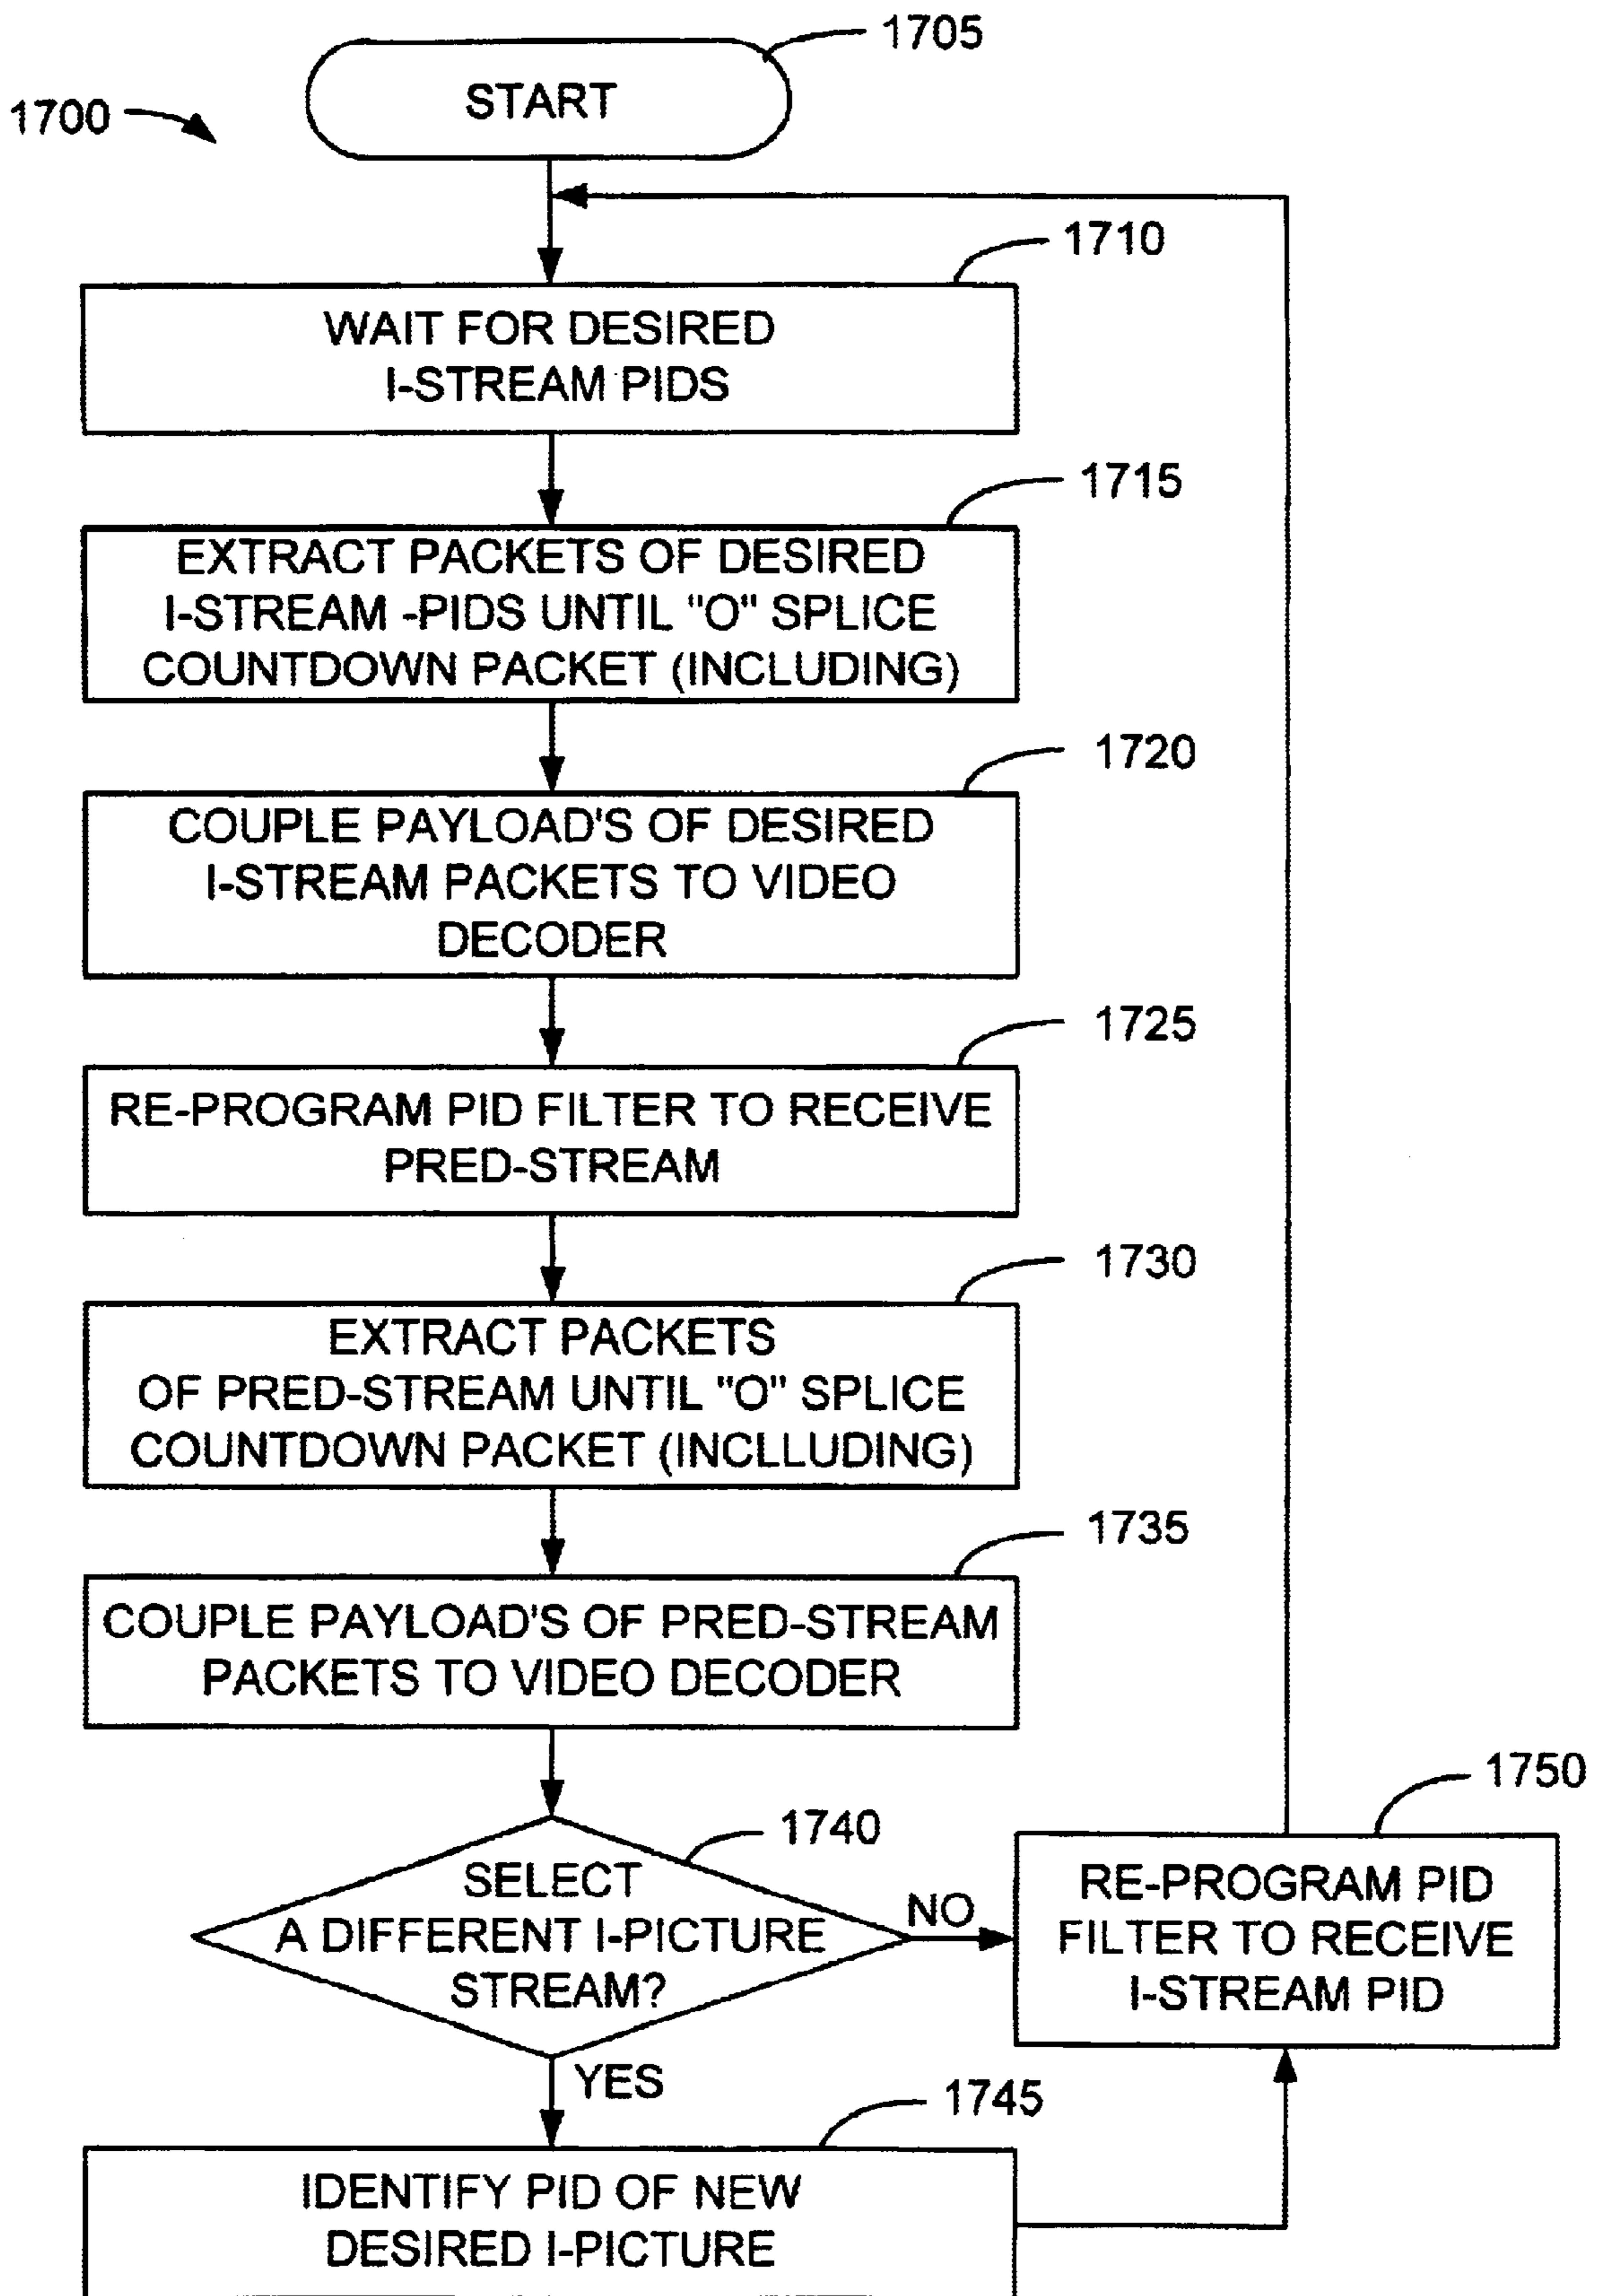 1705
START
1700
1710
WAIT FOR DESIRED
I-STREAM PIDS
1715
EXTRACT PACKETS OF DESIRED
I-STREAM -PIDS UNTIL "O" SPLICE
COUNTDOWN PACKET (INCLUDING)
1720
COUPLE PAYLOAD'S OF DESIRED
I-STREAM PACKETS TO VIDEO
DECODER
1725
RE-PROGRAM PID FILTER TO RECEIVE
PRED-STREAM
1730
EXTRACT PACKETS
OF PRED-STREAM UNTIL "O" SPLICE
COUNTDOWN PACKET (INCLLUDING)
1735
COUPLE PAYLOAD'S OF PRED-STREAM
PACKETS TO VIDEO DECODER
1740
SELECT
A DIFFERENT I-PICTURE
STREAM?
NO
1750
RE-PROGRAM PID
FILTER TO RECEIVE
I-STREAM PID
YES
1745
IDENTIFY PID OF NEW
DESIRED I-PICTURE